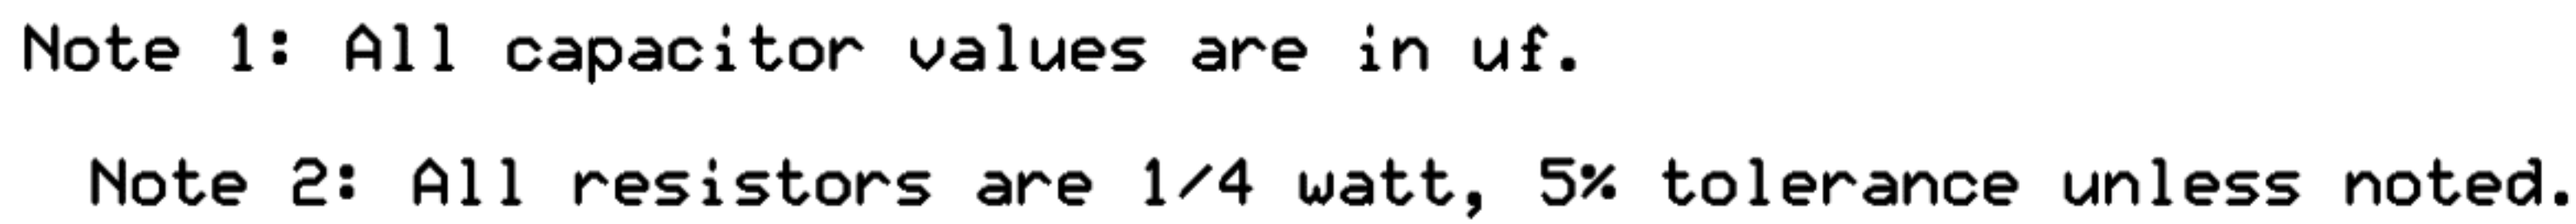 Note 1: All capacitor values are in uf.
Note 2: All resistors are 1/4 watt, 5% tolerance unless noted.